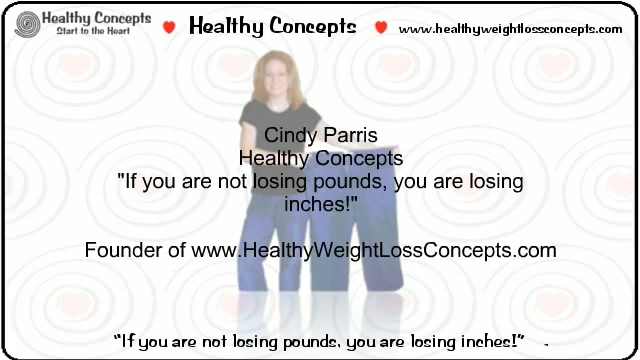 Healthy Concepts
Start to the Heart
Healthy Concepts
www.healthyweightlossconcepts.com
Cindy Parris
Healthy Concepts
"If you are not losing pounds, you are losing
inches!"
Founder of www.HealthyWeightLossConcepts.com
"If you are not losing pounds, you are losing inches!"